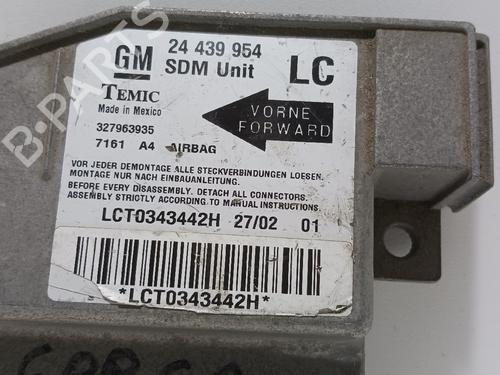 GM 24 439 954 LC
SDM Unit
TEMIC
Made in Mexico
VORNE
FORWARD
327963935
7161 A4 AIRBAG
VOR JEDER DEMONTAGE ALLE STECKVERBINDUNGEN LOESEN.
MONTAGE NUR NACH EINBAUANLEITUNG.
BEFORE EVERY DISASSEMBLY. DETACH ALL CONNECTORS.
ASSEMBLY STRICTLY ACCORDING TO MANUAL INSTRUCTIONS.
LCT0343442H 27/02 01
*LCT0343442H*
B-PARTS